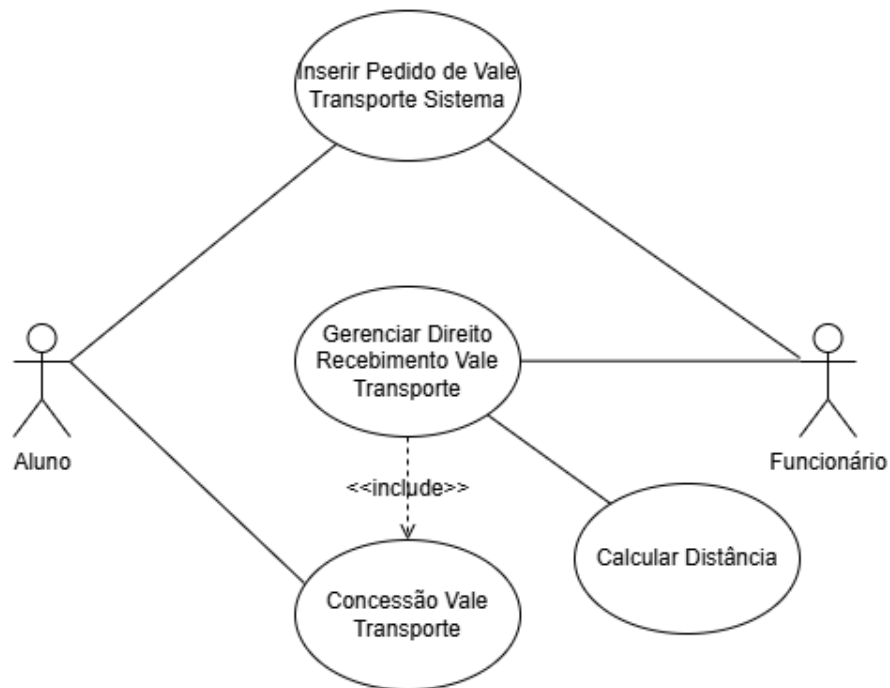 Inserir Pedido de Vale
Transporte Sistema
Gerenciar Direito
Recebimento Vale
Transporte
Aluno
Funcionário
<<include>>
Calcular Distância
Concessão Vale
Transporte